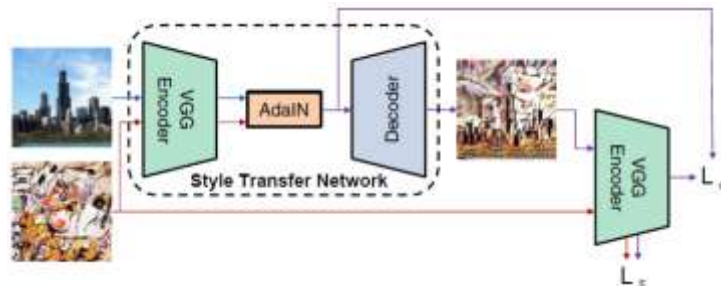 VGG
Encoder
AdaIN
Decoder
Style Transfer Network
VGG
Encoder
L c
L s